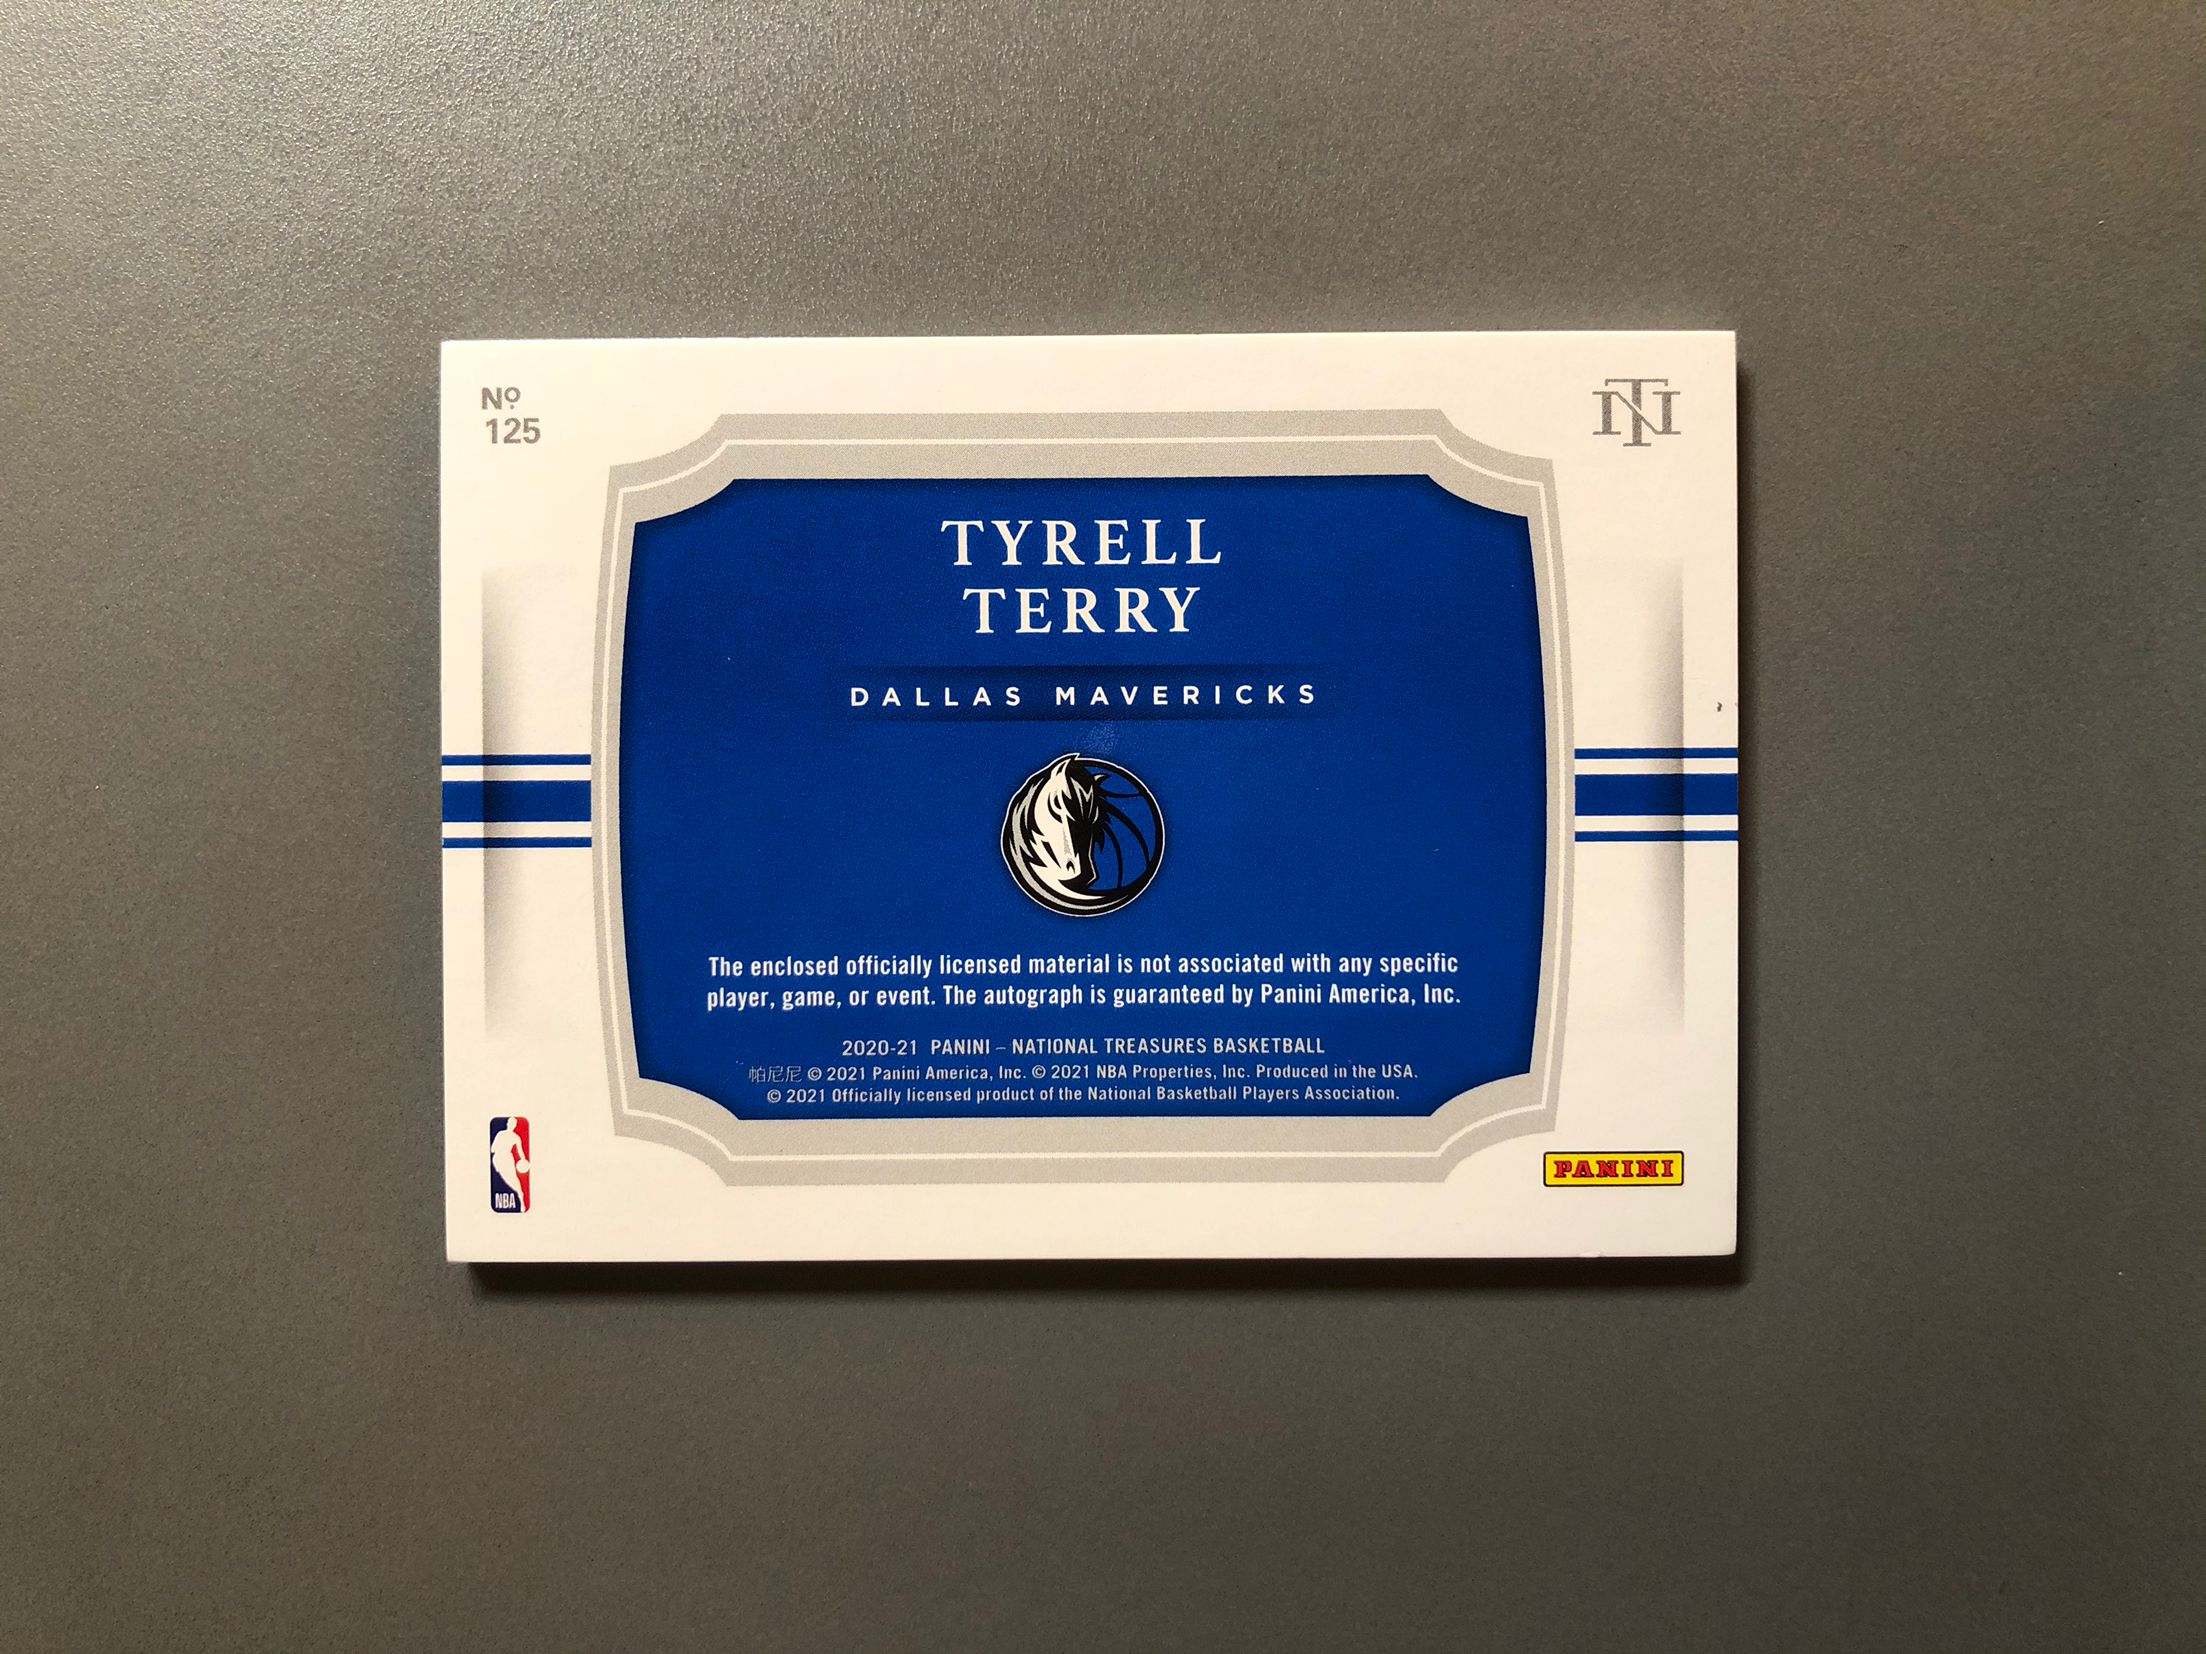 Nº
125
NT
TYRELL
TERRY
DALLAS MAVERICKS
The enclosed officially licensed material is not associated with any specific
player, game, or event. The autograph is guaranteed by Panini America, Inc.
2020-21 PANINI – NATIONAL TREASURES BASKETBALL
帕尼尼 © 2021 Panini America, Inc. © 2021 NBA Properties, Inc. Produced in the USA.
© 2021 Officially licensed product of the National Basketball Players Association.
NBA
PANINI